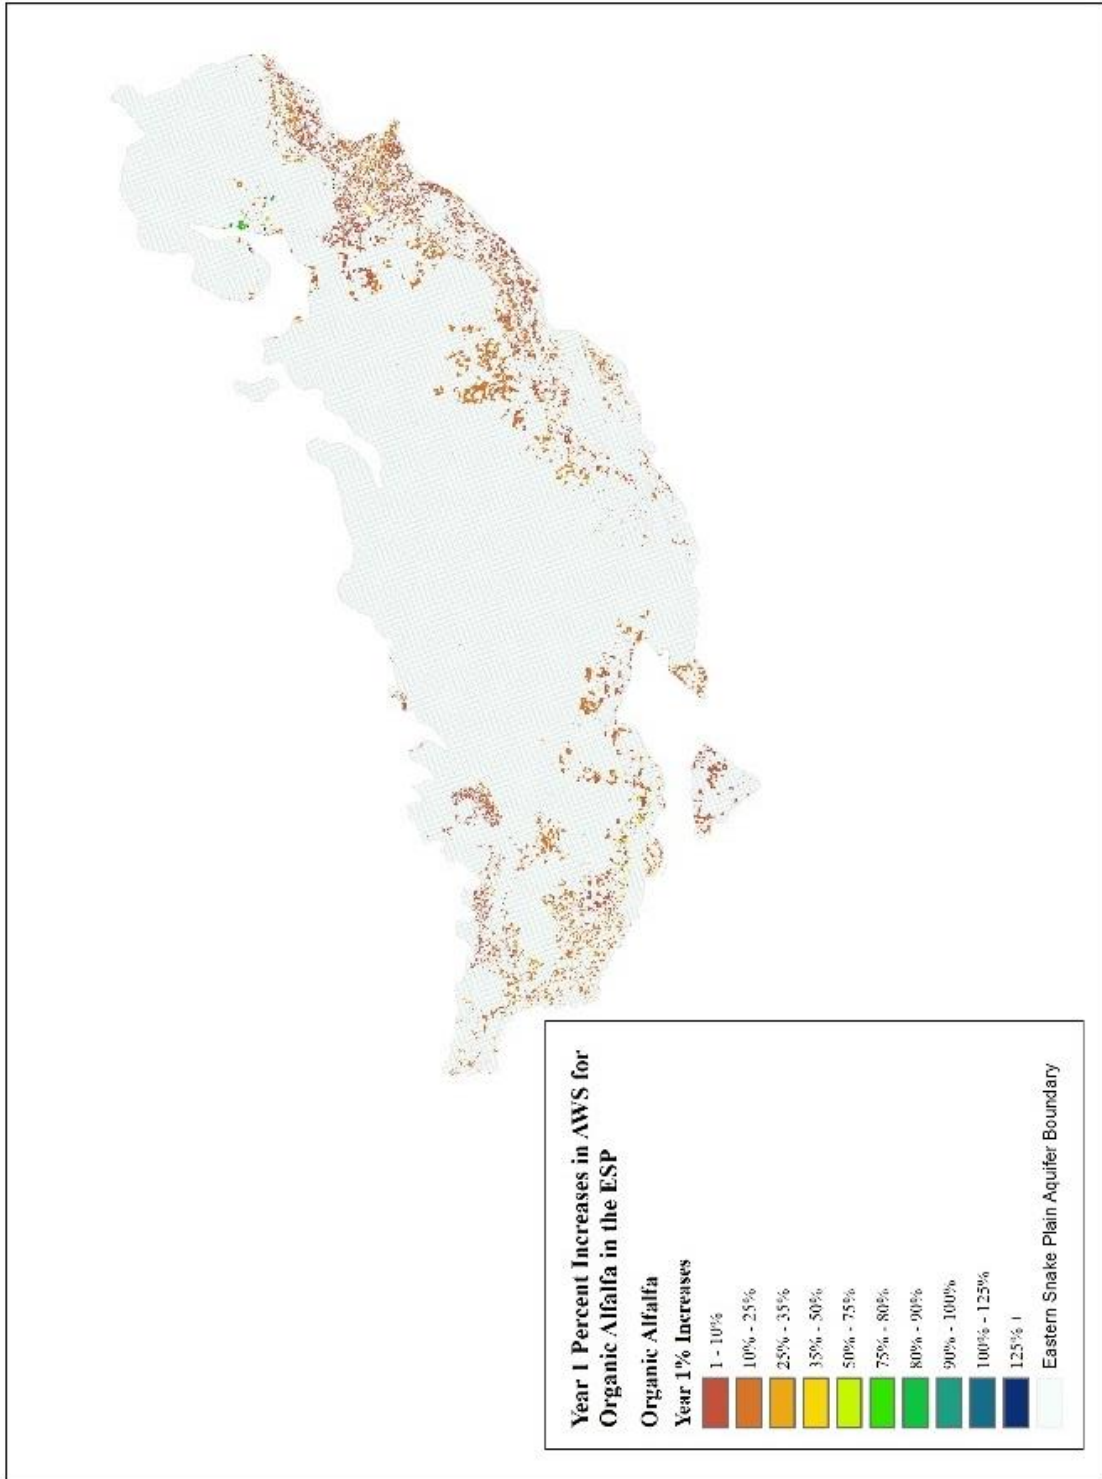 Year 1 Percent Increases in AWS for
Organic Alfalfa in the ESP
Organic Alfalfa
Year 1% Increases
1 - 10%
10% - 25%
25% - 35%
35% - 50%
50% - 75%
75% - 80%
80% - 90%
90% - 100%
100% - 125%
125% +
Eastern Snake Plain Aquifer Boundary